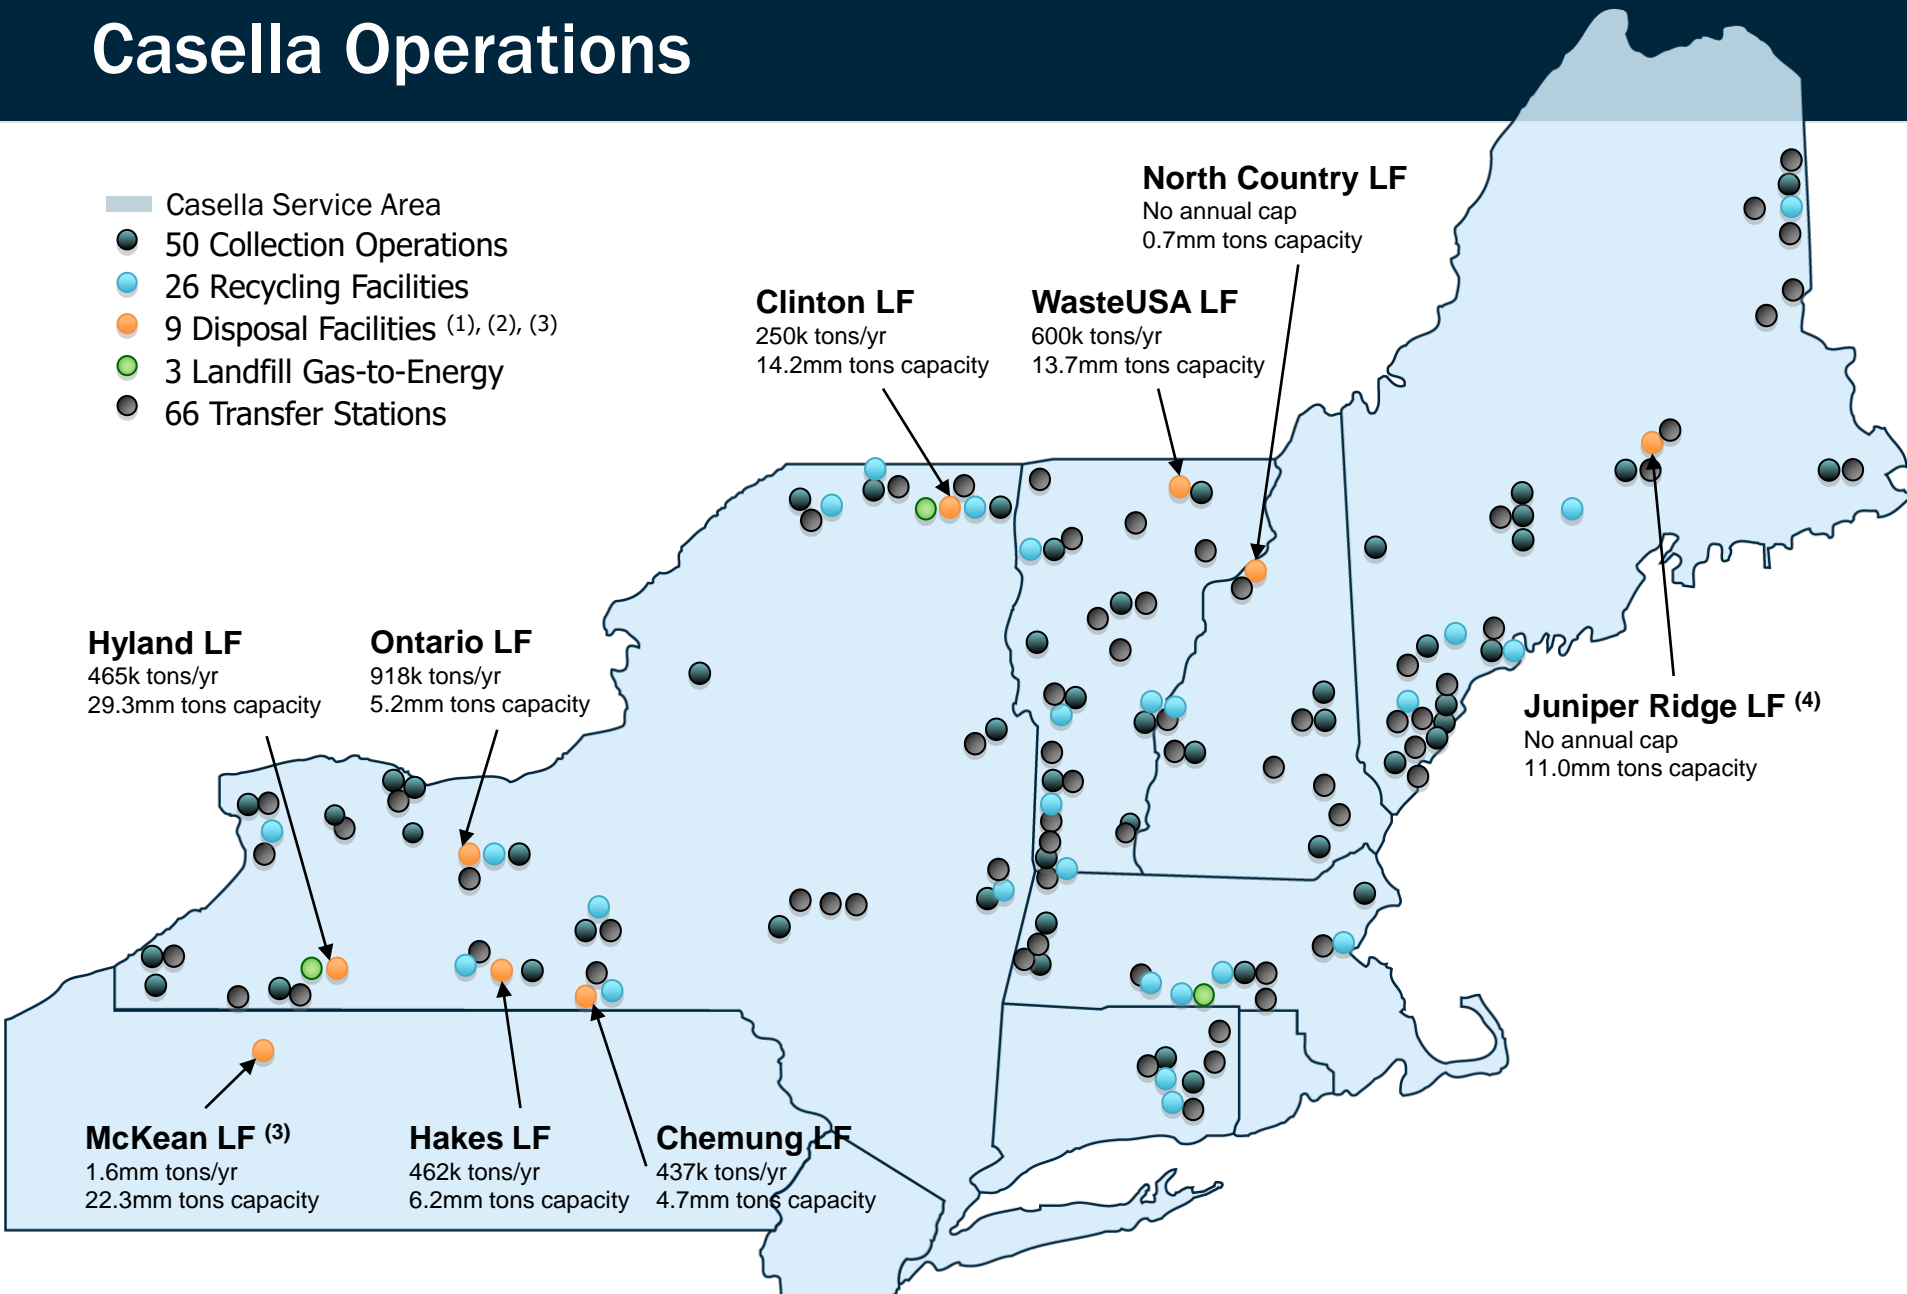 Casella Operations
Casella Service Area
50 Collection Operations
26 Recycling Facilities
9 Disposal Facilities (1), (2), (3)
3 Landfill Gas-to-Energy
66 Transfer Stations
North Country LF
No annual cap
0.7mm tons capacity
Clinton LF
250k tons/yr
14.2mm tons capacity
WasteUSA LF
600k tons/yr
13.7mm tons capacity
Hyland LF
465k tons/yr
29.3mm tons capacity
Ontario LF
918k tons/yr
5.2mm tons capacity
Juniper Ridge LF (4)
No annual cap
11.0mm tons capacity
McKean LF (3)
1.6mm tons/yr
22.3mm tons capacity
Hakes LF
462k tons/yr
6.2mm tons capacity
Chemung LF
437k tons/yr
4.7mm tons capacity